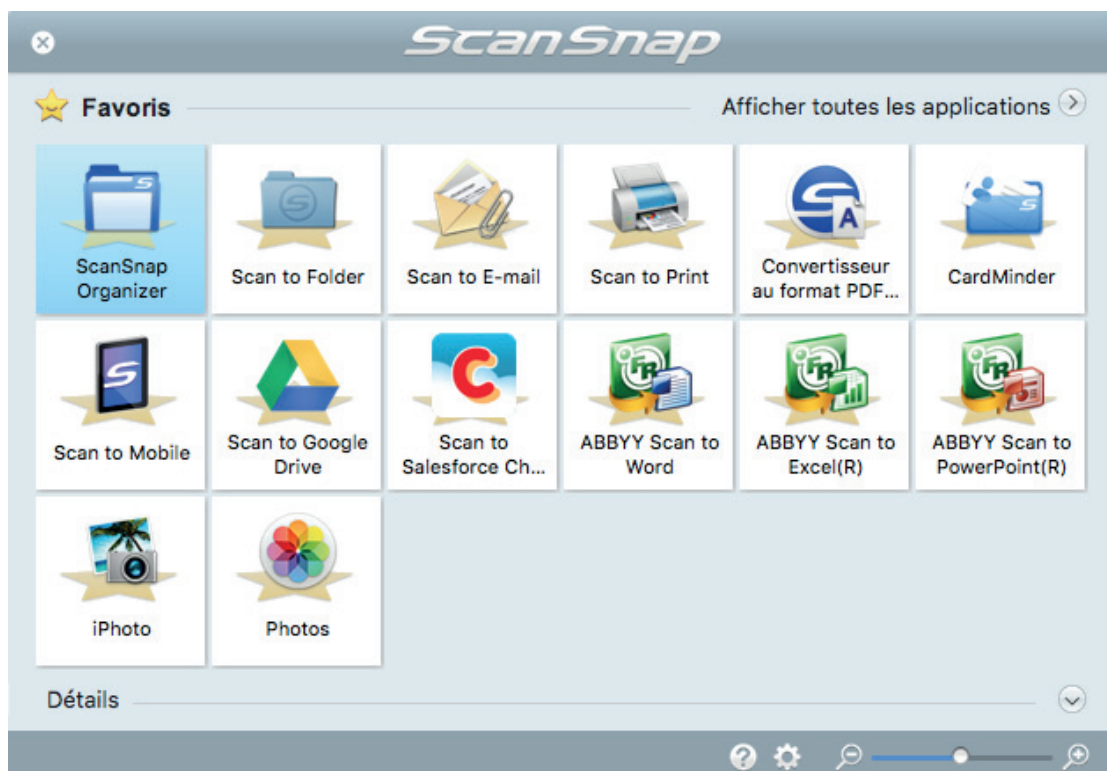 ScanSnap
Favoris
Afficher toutes les applications
ScanSnap
Organizer
Scan to Folder
Scan to E-mail
Scan to Print
Convertisseur
au format PDF...
CardMinder
Scan to Mobile
Scan to Google
Drive
Scan to
Salesforce Ch...
ABBYY Scan to
Word
ABBYY Scan to
Excel(R)
ABBYY Scan to
PowerPoint(R)
iPhoto
Photos
Détails